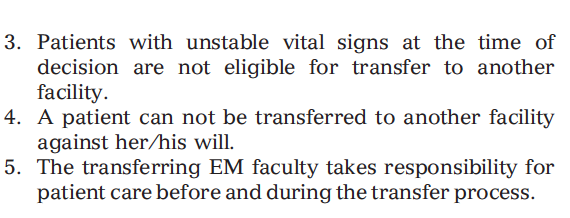 3. Patients with unstable vital signs at the time of
decision are not eligible for transfer to another
facility.
4. A patient can not be transferred to another facility
against her/his will.
5. The transferring EM faculty takes responsibility for
patient care before and during the transfer process.